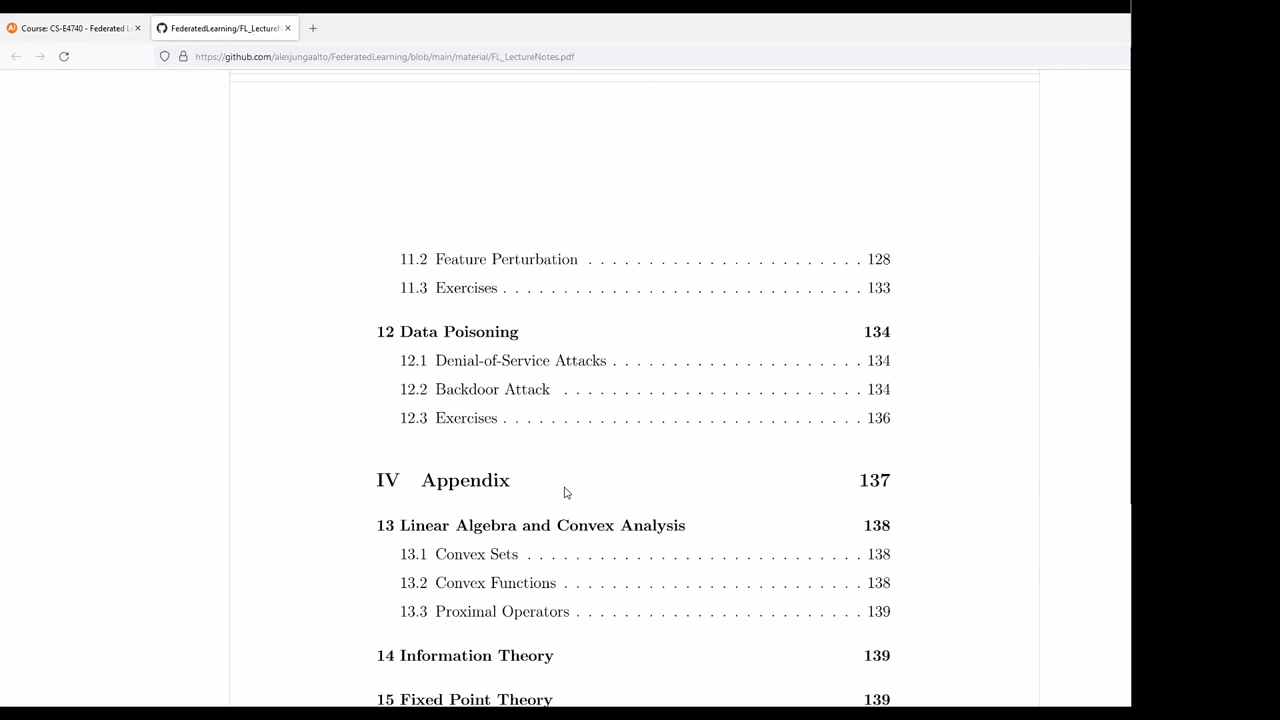 Course: CS-E4740 - Federated L
FederatedLearning/FL_LectureN
https://github.com/alexjungaalto/FederatedLearning/blob/main/material/FL_LectureNotes.pdf
11.2 Feature Perturbation . . . . . . . . . . . . . . . . . . . . . . . 128
11.3 Exercises . . . . . . . . . . . . . . . . . . . . . . . . . . . . . . 133
12 Data Poisoning 134
12.1 Denial-of-Service Attacks . . . . . . . . . . . . . . . . . . . . . 134
12.2 Backdoor Attack . . . . . . . . . . . . . . . . . . . . . . . . . 134
12.3 Exercises . . . . . . . . . . . . . . . . . . . . . . . . . . . . . . 136
IV Appendix 137
13 Linear Algebra and Convex Analysis 138
13.1 Convex Sets . . . . . . . . . . . . . . . . . . . . . . . . . . . . 138
13.2 Convex Functions . . . . . . . . . . . . . . . . . . . . . . . . . 138
13.3 Proximal Operators . . . . . . . . . . . . . . . . . . . . . . . . 139
14 Information Theory 139
15 Fixed Point Theory 139